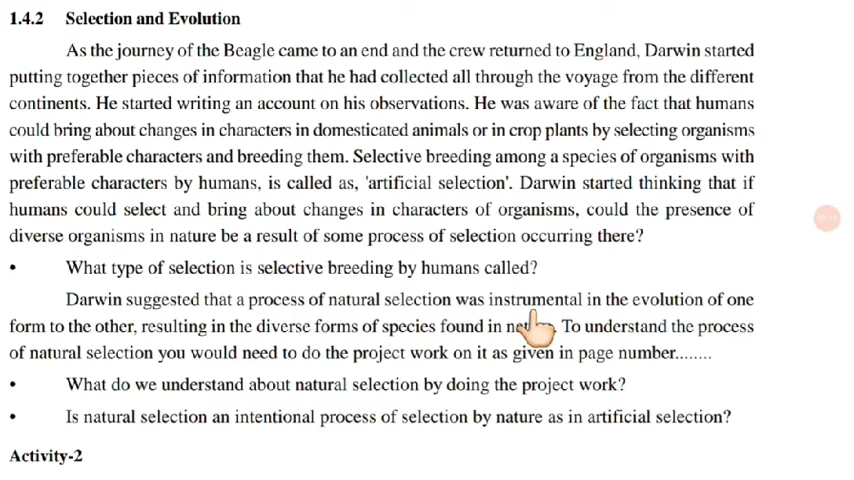 1.4.2 Selection and Evolution
As the journey of the Beagle came to an end and the crew returned to England, Darwin started
putting together pieces of information that he had collected all through the voyage from the different
continents. He started writing an account on his observations. He was aware of the fact that humans
could bring about changes in characters in domesticated animals or in crop plants by selecting organisms
with preferable characters and breeding them. Selective breeding among a species of organisms with
preferable characters by humans, is called as, 'artificial selection'. Darwin started thinking that if
humans could select and bring about changes in characters of organisms, could the presence of
diverse organisms in nature be a result of some process of selection occurring there?
• What type of selection is selective breeding by humans called?
Darwin suggested that a process of natural selection was instrumental in the evolution of one
form to the other, resulting in the diverse forms of species found in To understand the process
of natural selection you would need to do the project work on it as given in page number........
• What do we understand about natural selection by doing the project work?
• Is natural selection an intentional process of selection by nature as in artificial selection?
Activity-2